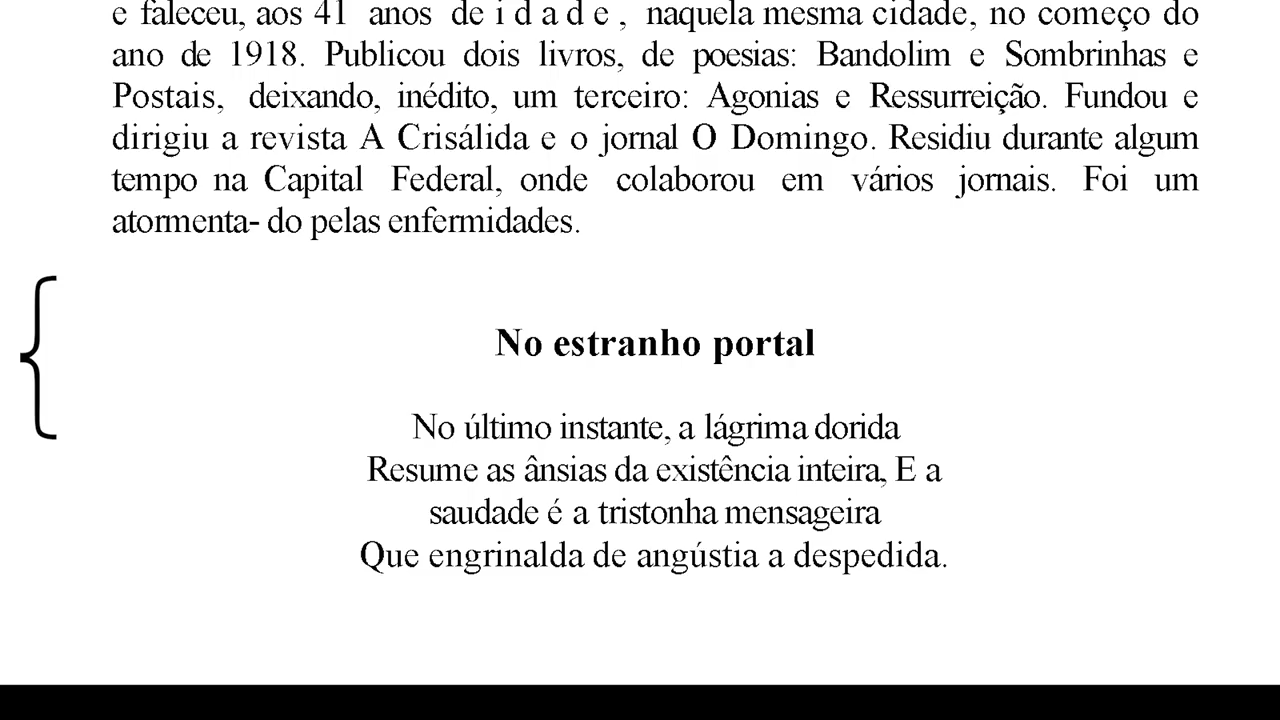 e faleceu, aos 41 anos de i d a d e , naquela mesma cidade, no começo do
ano de 1918. Publicou dois livros, de poesias: Bandolim e Sombrinhas e
Postais, deixando, inédito, um terceiro: Agonias e Ressurreição. Fundou e
dirigiu a revista A Crisálida e o jornal O Domingo. Residiu durante algum
tempo na Capital Federal, onde colaborou em vários jornais. Foi um
atormenta- do pelas enfermidades.
No estranho portal
No último instante, a lágrima dorida
Resume as ânsias da existência inteira, E a
saudade é a tristonha mensageira
Que engrinalda de angústia a despedida.